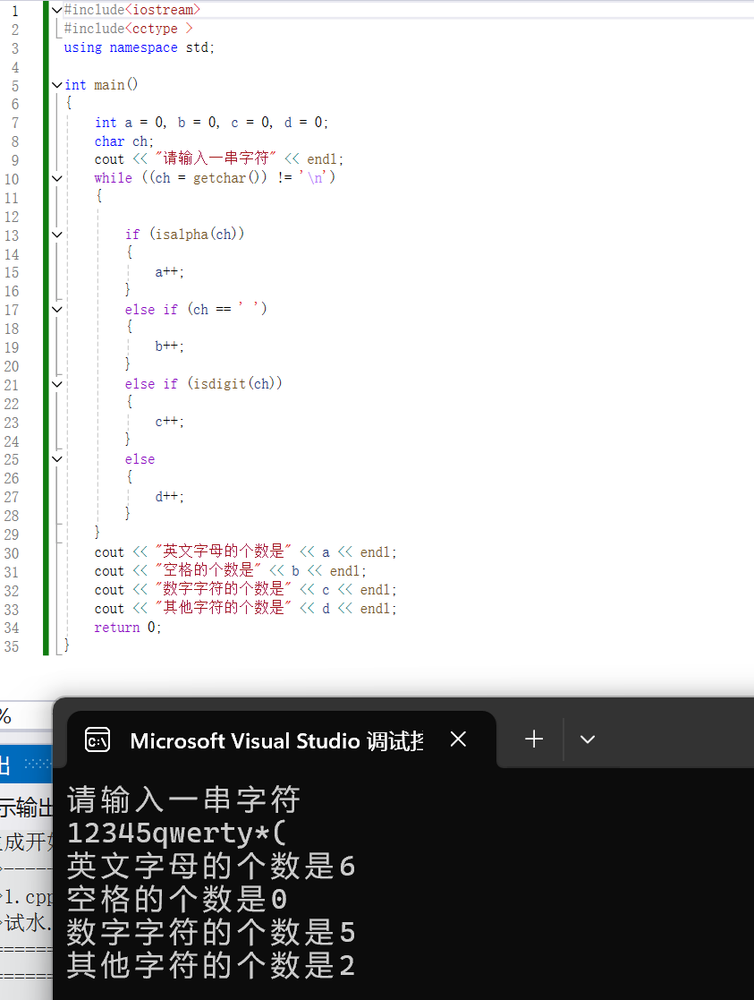 1 #include<iostream>
2 #include<cctype >
3 using namespace std;
4
5 int main()
6 {
7 int a = 0, b = 0, c = 0, d = 0;
8 char ch;
9 cout << "请输入一串字符" << endl;
10 while ((ch = getchar()) != '\n')
11 {
12
13 if (isalpha(ch))
14 {
15 a++;
16 }
17 else if (ch == ' ')
18 {
19 b++;
20 }
21 else if (isdigit(ch))
22 {
23 c++;
24 }
25 else
26 {
27 d++;
28 }
29 }
30 cout << "英文字母的个数是" << a << endl;
31 cout << "空格的个数是" << b << endl;
32 cout << "数字字符的个数是" << c << endl;
33 cout << "其他字符的个数是" << d << endl;
34 return 0;
35 }
%
出
示输出
生成开始
>-----
>1.cpp
>试水.
=====
=====
Microsoft Visual Studio 调试控
请输入一串字符
12345qwerty*(
英文字母的个数是6
空格的个数是0
数字字符的个数是5
其他字符的个数是2